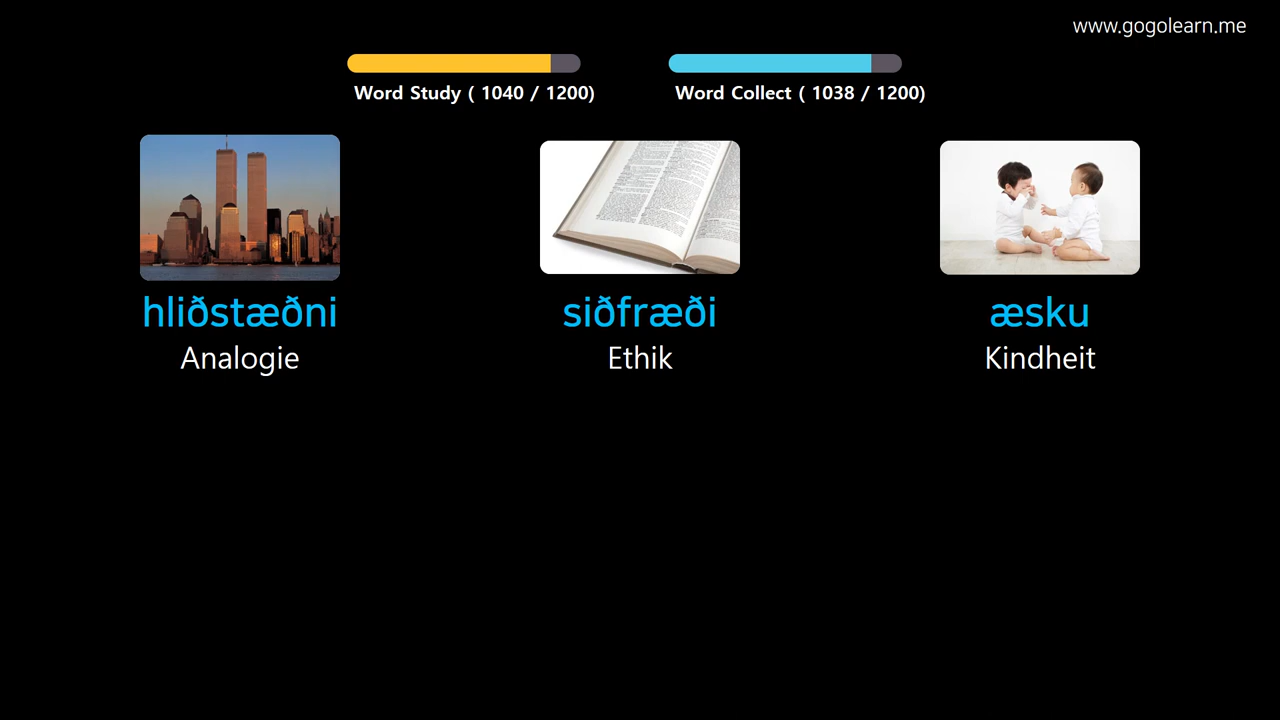 www.gogolearn.me
Word Study ( 1040 / 1200)
Word Collect ( 1038 / 1200)
hliðstæðni
Analogie
siðfræði
Ethik
æsku
Kindheit